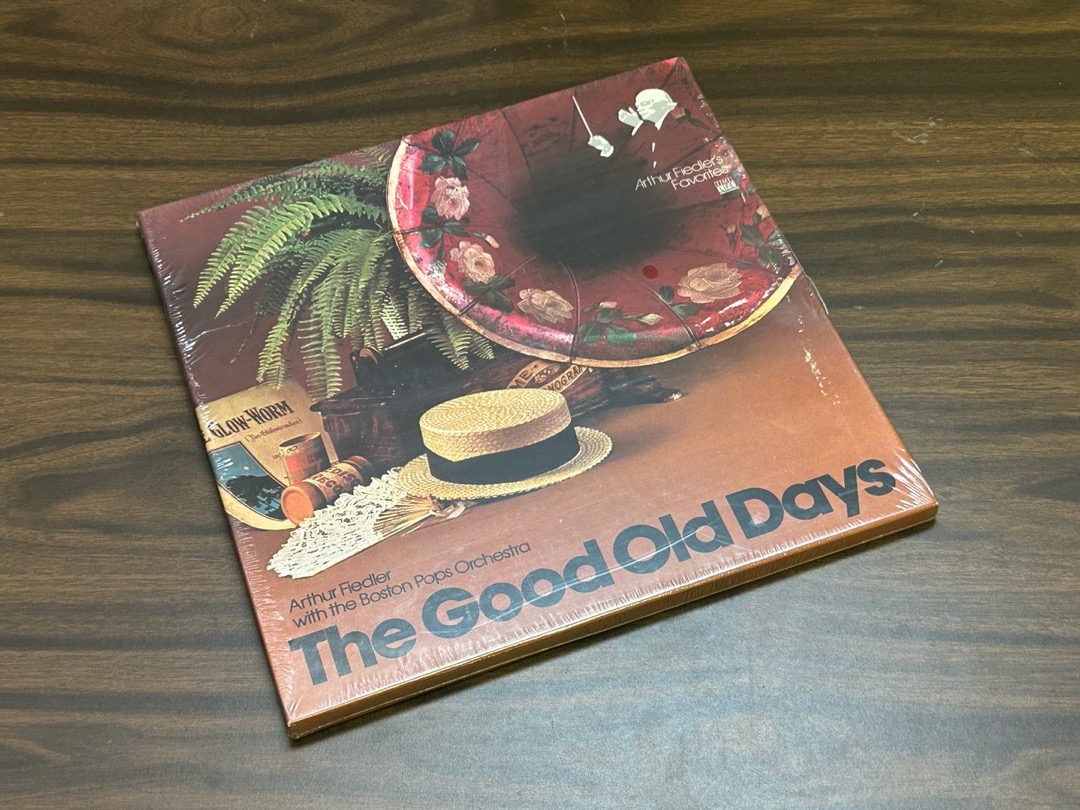 Arthur Fiedler's
Favorites
GLOW-WORM
Arthur Fiedler
with the Boston Pops Orchestra
The Good Old Days